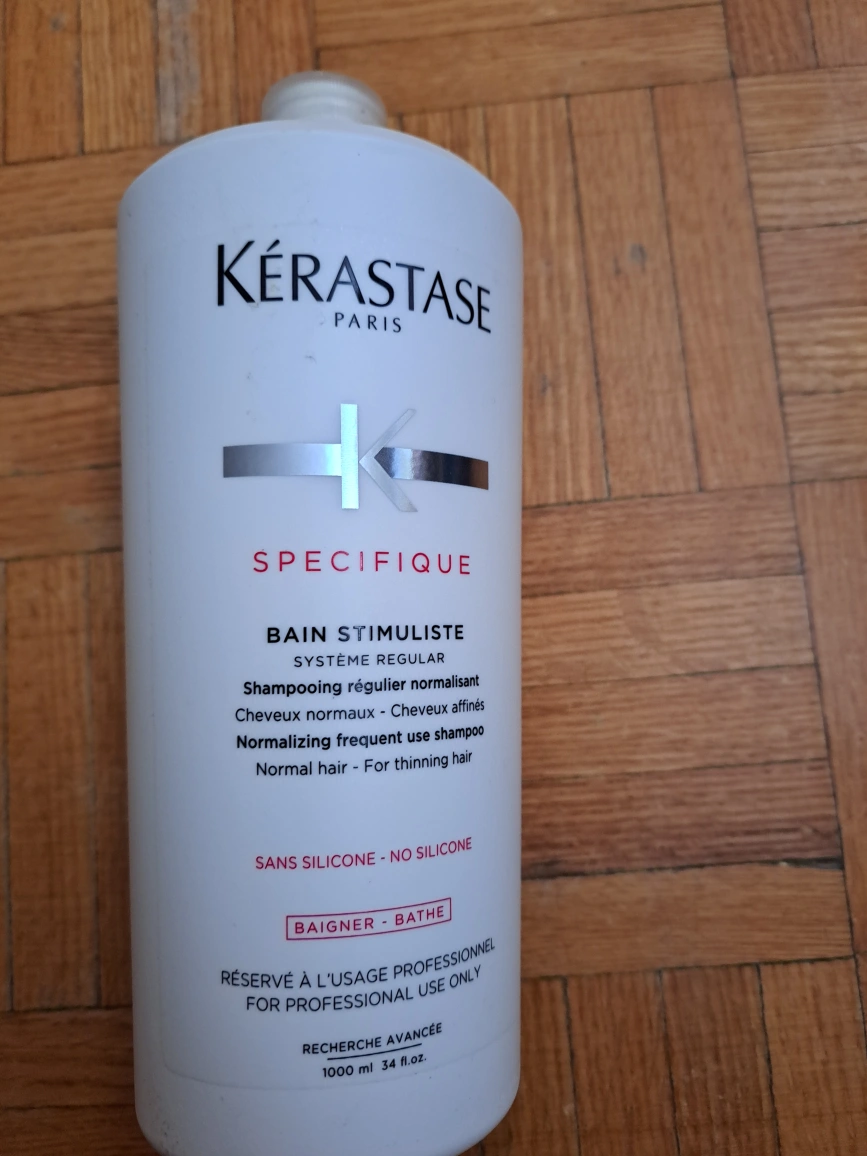 KÉRASTASE
PARIS
K
SPECIFIQUE
BAIN STIMULISTE
SYSTÈME REGULAR
Shampooing régulier normalisant
Cheveux normaux - Cheveux affinés
Normalizing frequent use shampoo
Normal hair - For thinning hair
SANS SILICONE - NO SILICONE
BAIGNER - BATHE
RÉSERVÉ À L'USAGE PROFESSIONNEL
FOR PROFESSIONAL USE ONLY
RECHERCHE AVANCÉE
1000 ml 34 fl.oz.